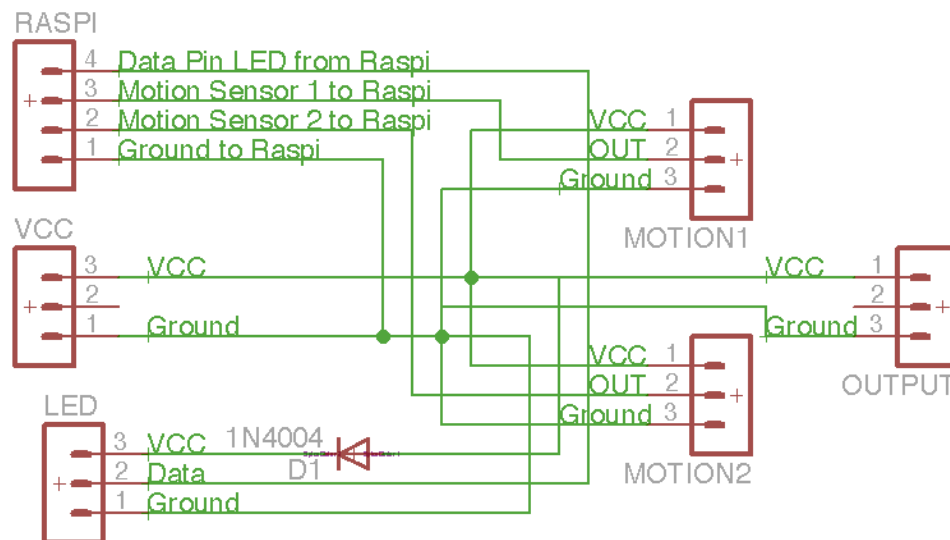 RASPI
4 Data Pin LED from Raspi
3 Motion Sensor 1 to Raspi
+
2 Motion Sensor 2 to Raspi
1 Ground to Raspi
VCC 1
OUT 2 +
Ground 3
MOTION1
VCC
3 VCC
+ 2
1 Ground
VCC 1
2 +
Ground 3
OUTPUT
VCC 1
OUT 2 +
Ground 3
MOTION2
LED
3 VCC
+ 2 Data
1 Ground
1N4004
D1